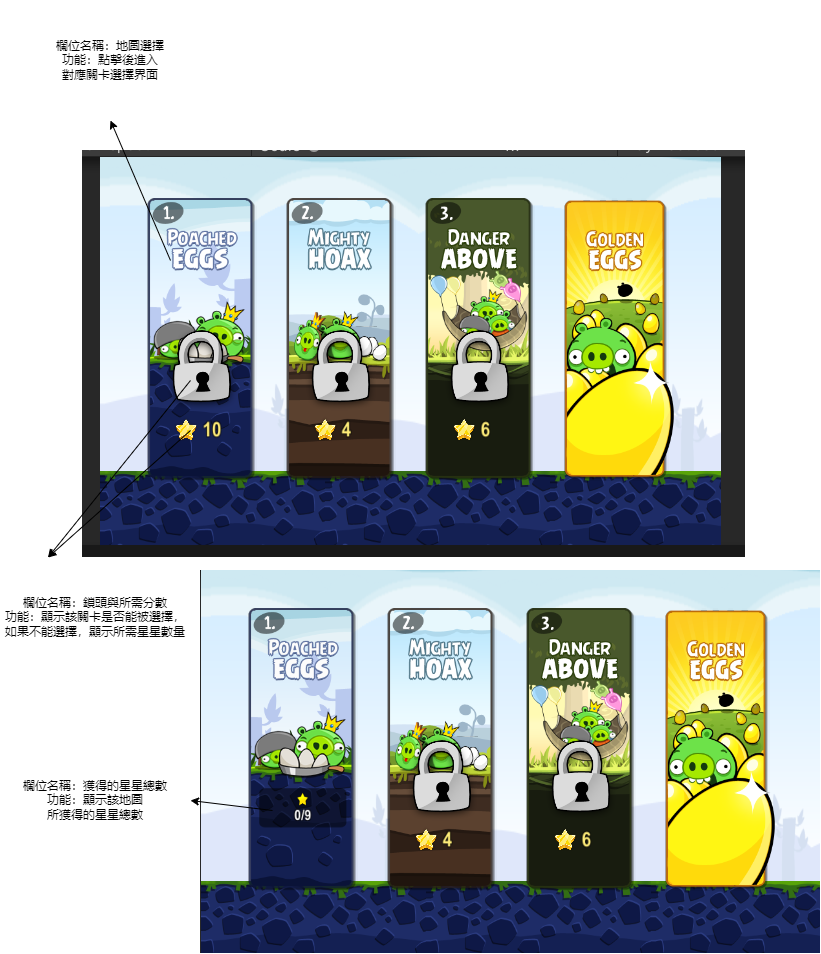 欄位名稱：地圖選擇
功能：點擊後進入
對應關卡選擇界面
1.
POACHED
EGGS
10
2.
MIGHTY
HOAX
4
3.
DANGER
ABOVE
6
GOLDEN
EGGS
欄位名稱：鎖頭與所需分數
功能：顯示該關卡是否能被選擇，
如果不能選擇，顯示所需星星數量
欄位名稱：獲得的星星總數
功能：顯示該地圖
所獲得的星星總數
1.
POACHED
EGGS
0/9
2.
MIGHTY
HOAX
4
3.
DANGER
ABOVE
6
GOLDEN
EGGS